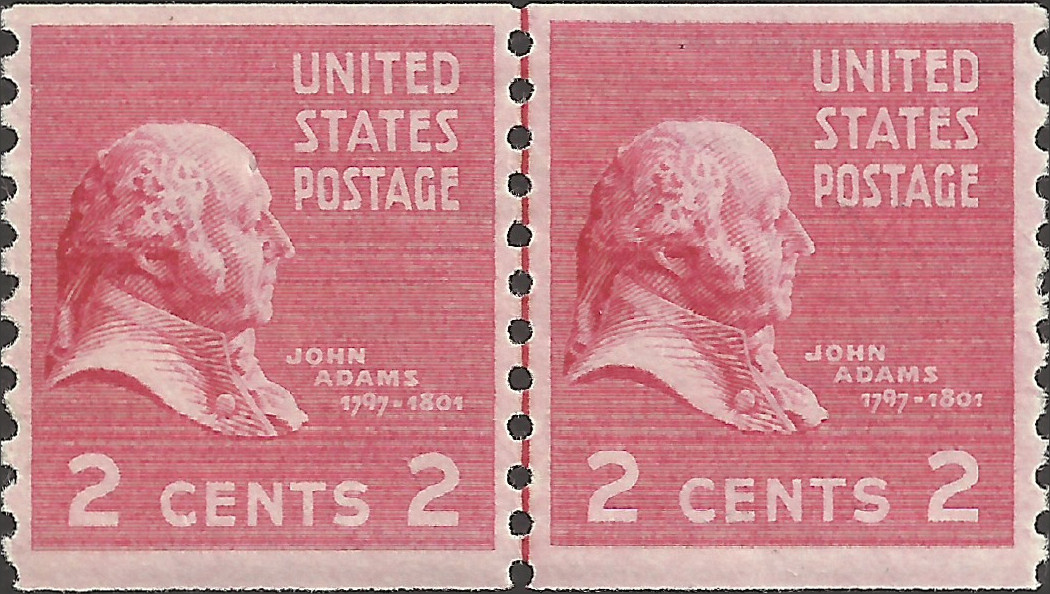 UNITED
STATES
POSTAGE
JOHN
ADAMS
1797-1801
2 CENTS 2
UNITED
STATES
POSTAGE
JOHN
ADAMS
1797-1801
2 CENTS 2